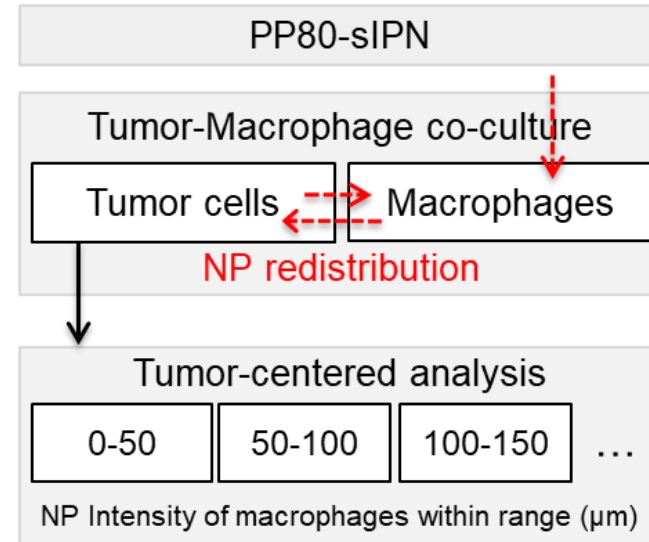 PP80-sIPN
Tumor-Macrophage co-culture
Tumor cells
Macrophages
NP redistribution
Tumor-centered analysis
0-50
50-100
100-150
...
NP Intensity of macrophages within range (μm)